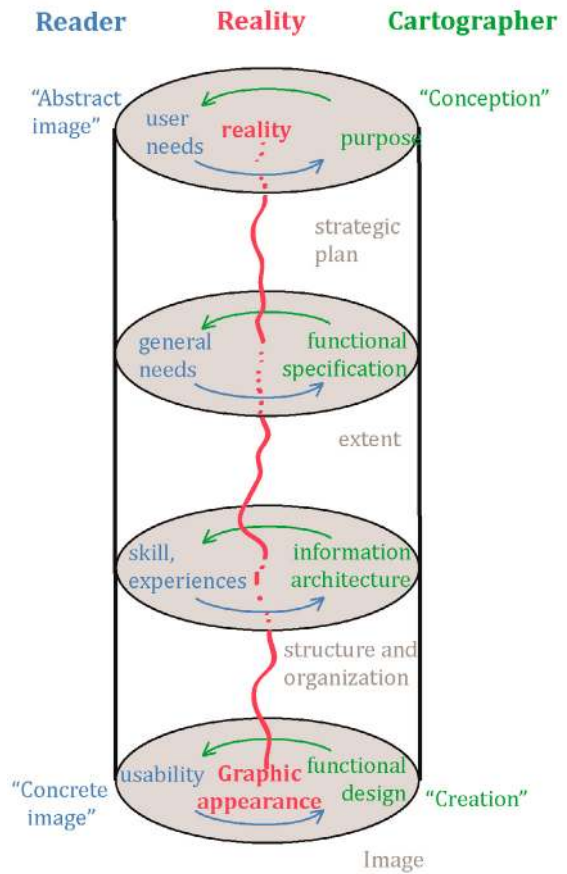 Reader Reality Cartographer
“Abstract
image”
“Conception”
user
needs
reality
purpose
strategic
plan
general
needs
functional
specification
extent
skill,
experiences
information
architecture
structure and
organization
usability
Graphic
appearance
functional
design
“Concrete
image”
“Creation”
Image